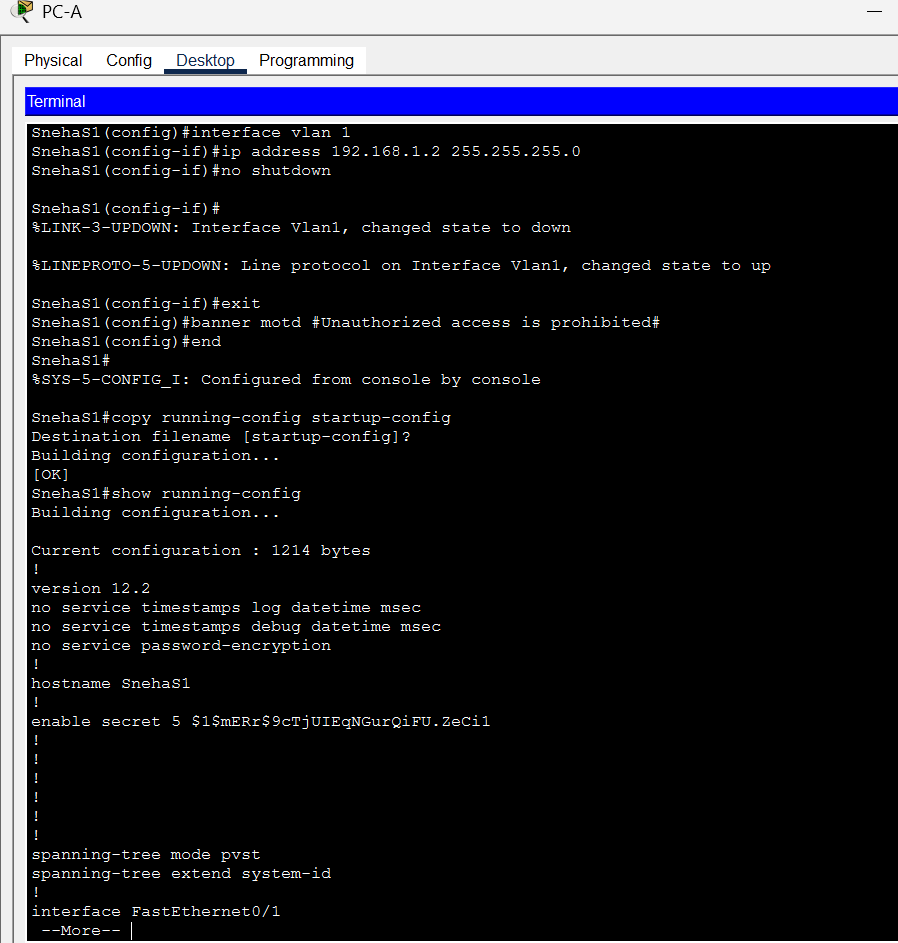 PC-A
Physical Config Desktop Programming
Terminal
SnehaS1(config)#interface vlan 1
SnehaS1(config-if)#ip address 192.168.1.2 255.255.255.0
SnehaS1(config-if)#no shutdown
SnehaS1(config-if)#
%LINK-3-UPDOWN: Interface Vlan1, changed state to down
%LINEPROTO-5-UPDOWN: Line protocol on Interface Vlan1, changed state to up
SnehaS1(config-if)#exit
SnehaS1(config)#banner motd #Unauthorized access is prohibited#
SnehaS1(config)#end
SnehaS1#
%SYS-5-CONFIG_I: Configured from console by console
SnehaS1#copy running-config startup-config
Destination filename [startup-config]?
Building configuration...
[OK]
SnehaS1#show running-config
Building configuration...
Current configuration : 1214 bytes
!
version 12.2
no service timestamps log datetime msec
no service timestamps debug datetime msec
no service password-encryption
!
hostname SnehaS1
!
enable secret 5 $1$mERr$9cTjUIEqNGurQiFU.ZeCi1
!
!
!
!
!
!
spanning-tree mode pvst
spanning-tree extend system-id
!
interface FastEthernet0/1
--More--